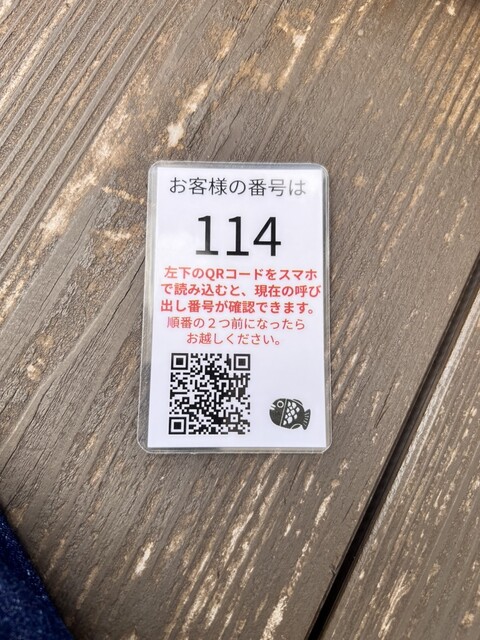 お客様の番号は
114
左下のQRコードをスマホ
で読み込むと、現在の呼び
出し番号が確認できます。
順番の２つ前になったら
お越しください。